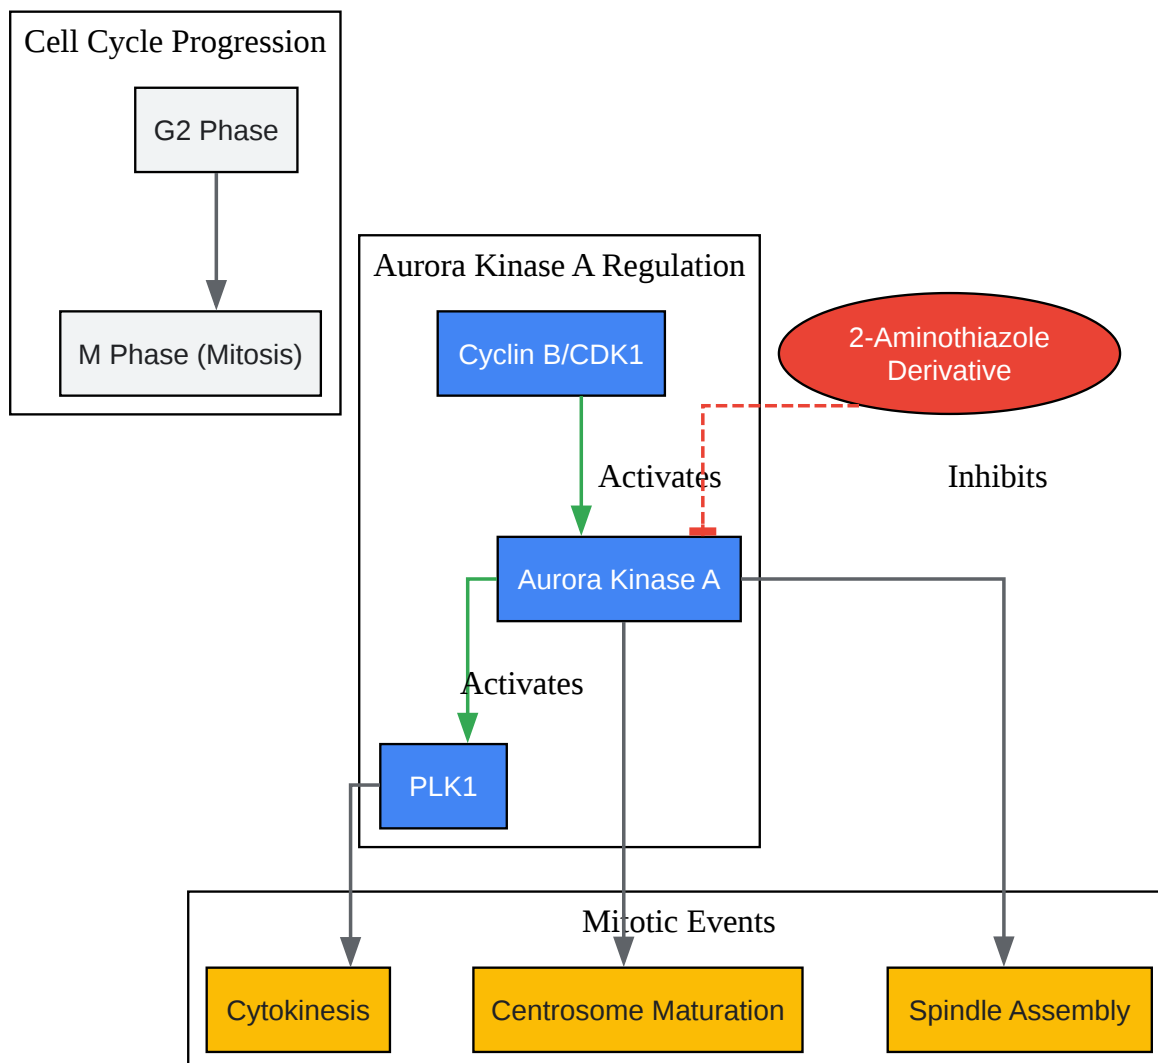 Cell Cycle Progression
G2 Phase
M Phase (Mitosis)
Aurora Kinase A Regulation
Cyclin B/CDK1
2-Aminothiazole
Derivative
Activates
Inhibits
Aurora Kinase A
Activates
PLK1
Mitotic Events
Cytokinesis
Centrosome Maturation
Spindle Assembly